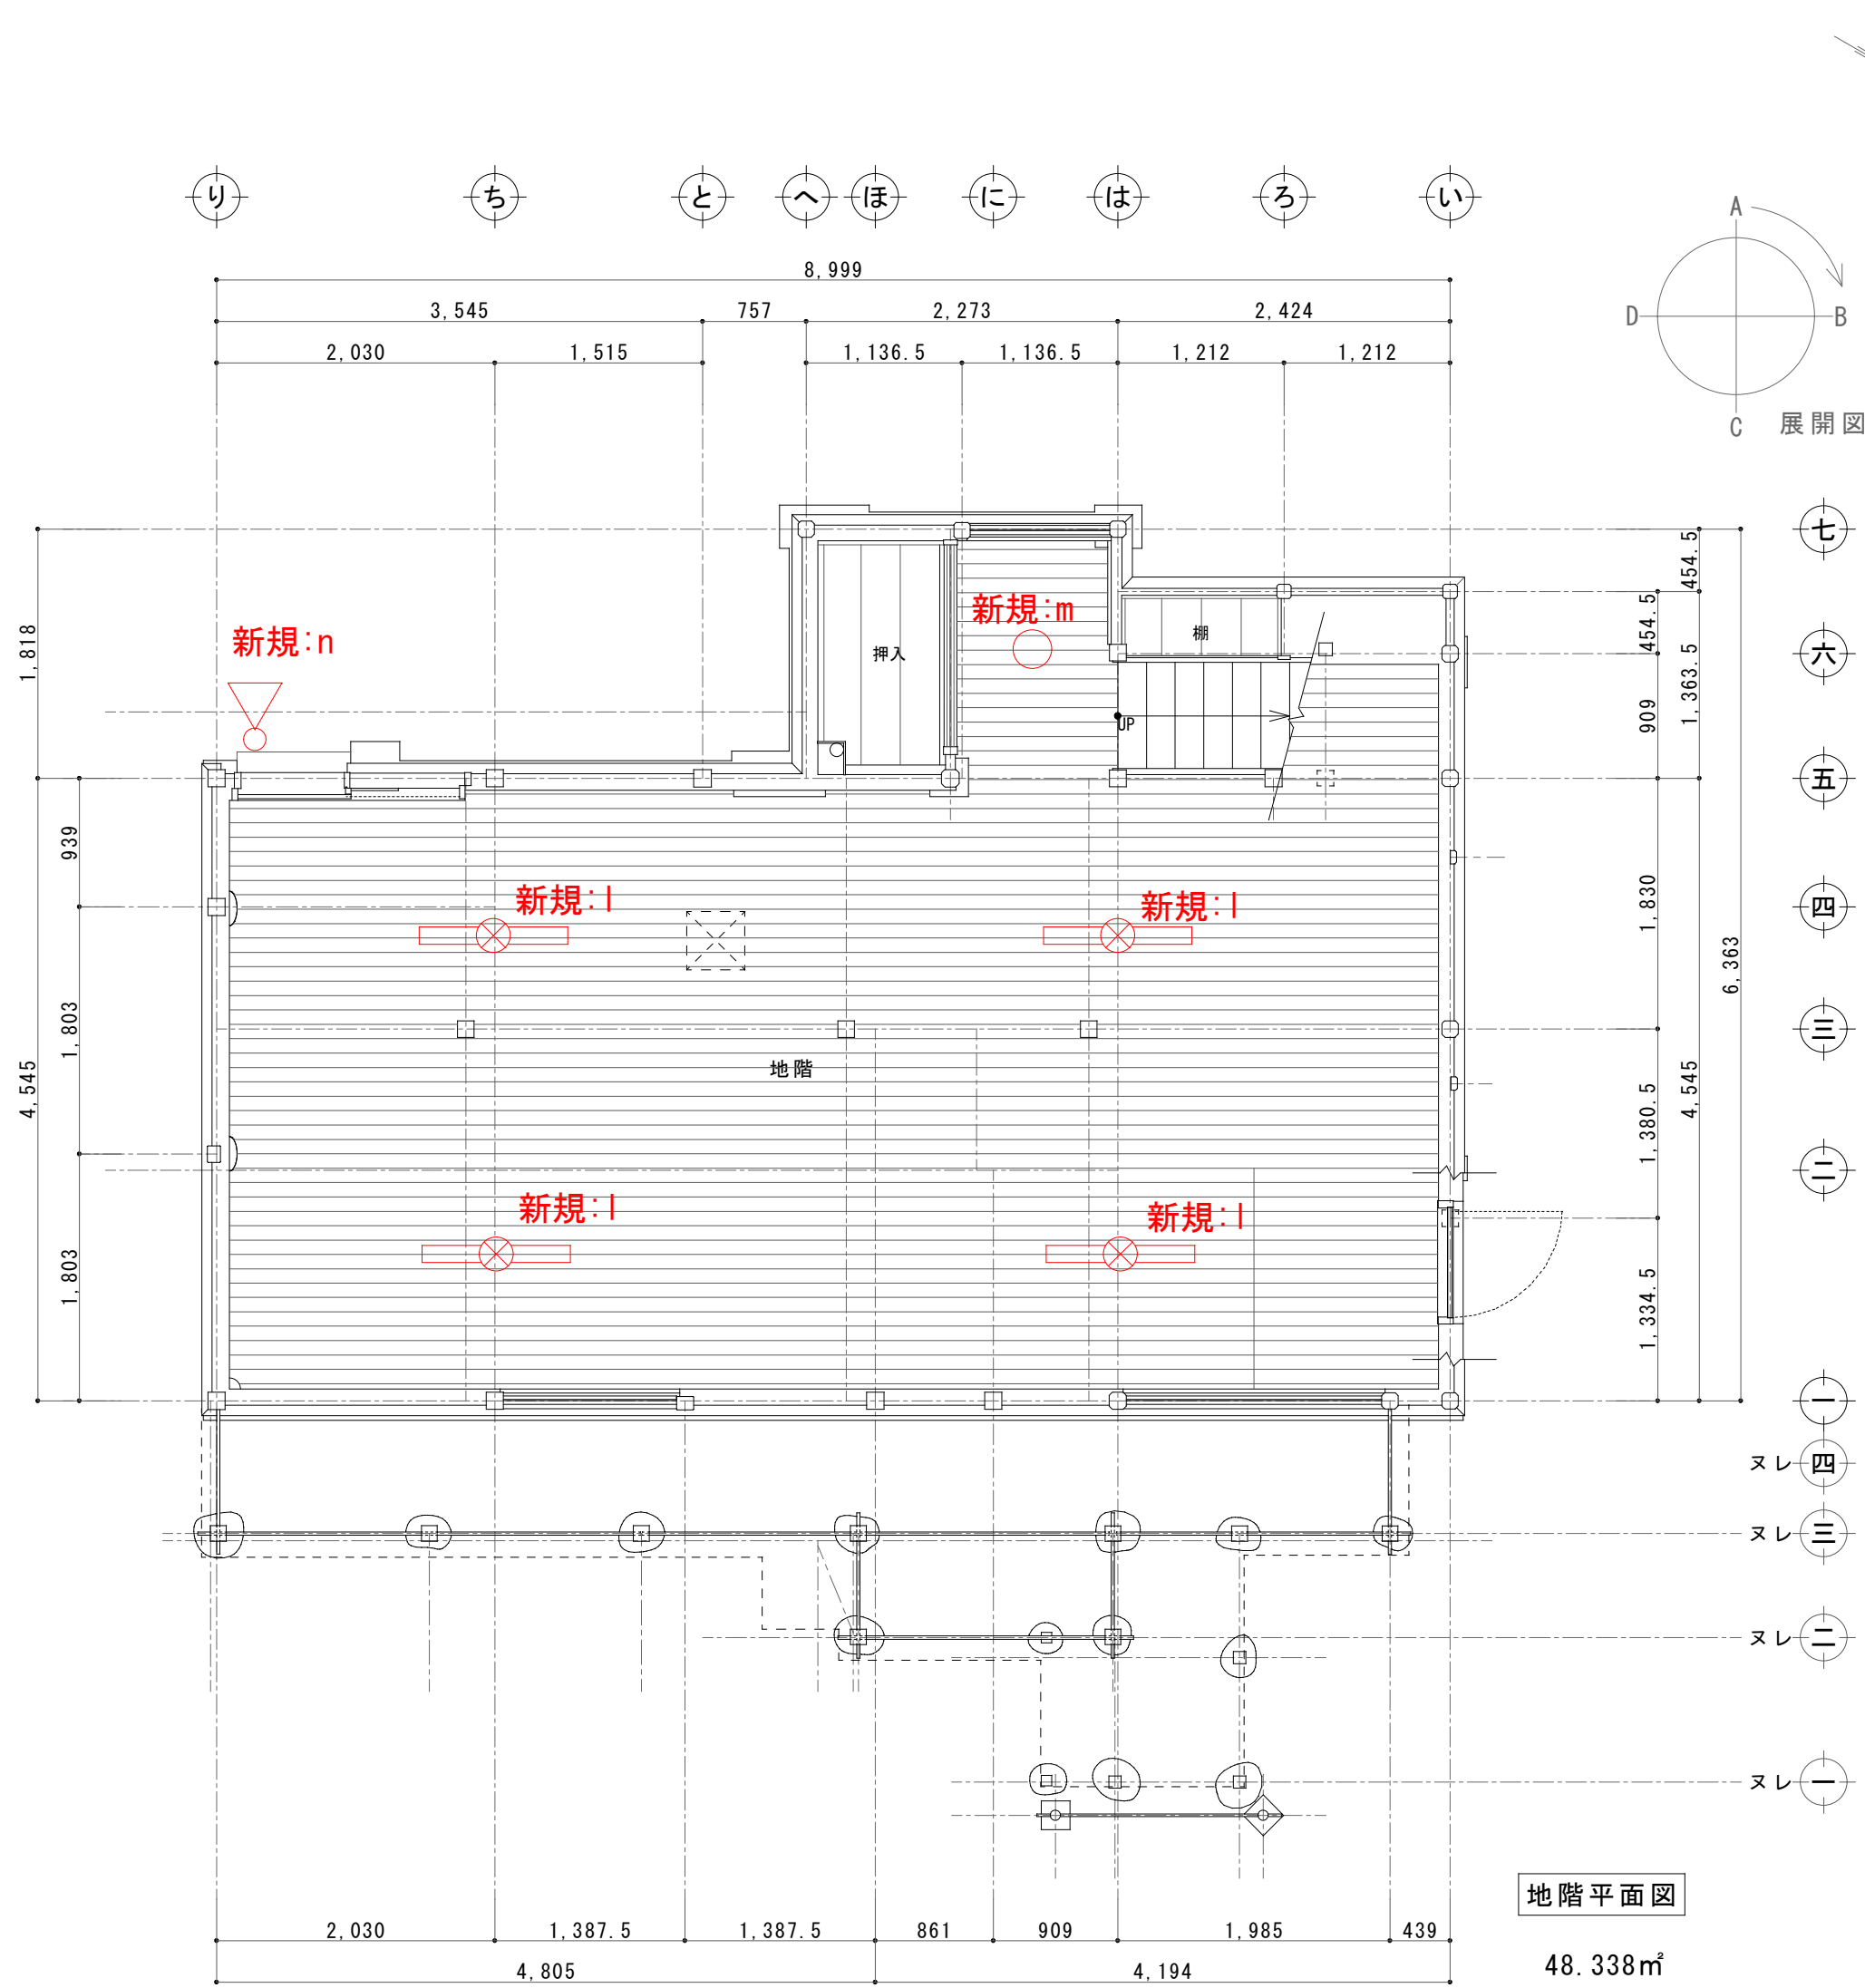 り ち と へ ほ に は ろ い
8,999
3,545 757 2,273 2,424
2,030 1,515 1,136.5 1,136.5 1,212 1,212
A
B
C
D
展開図
七
六
五
四
三
二
一
ヌレ 四
ヌレ 三
ヌレ 二
ヌレ 一
1,818
4,545
939
1,803
1,803
454.5
1,363.5
909
454.5
1,830
1,380.5
1,334.5
4,545
6,363
新規:n
新規:m
押入
棚
UP
新規:l
新規:l
地階
新規:l
新規:l
2,030 1,387.5 1,387.5 861 909 1,985 439
4,805 4,194
地階平面図
48.338㎡